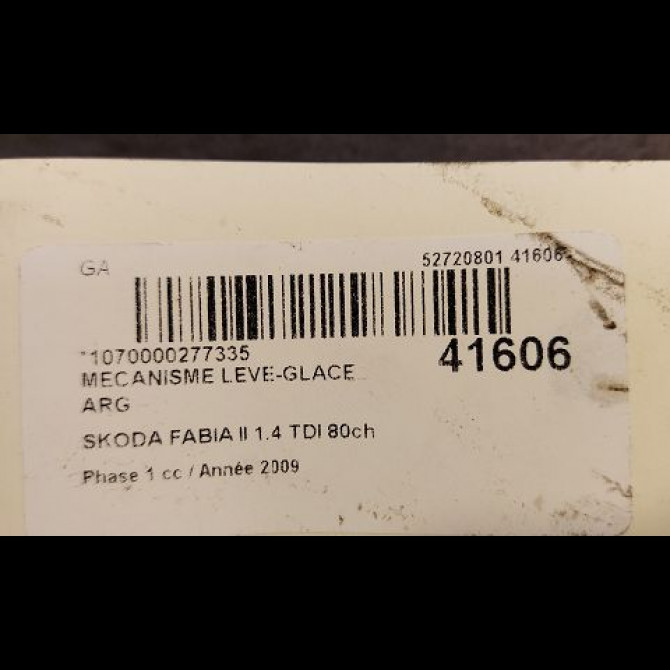 GA 52720801 41606
*1070000277335 41606
MECANISME LEVE-GLACE
ARG
SKODA FABIA II 1.4 TDI 80ch
Phase 1 cc / Année 2009